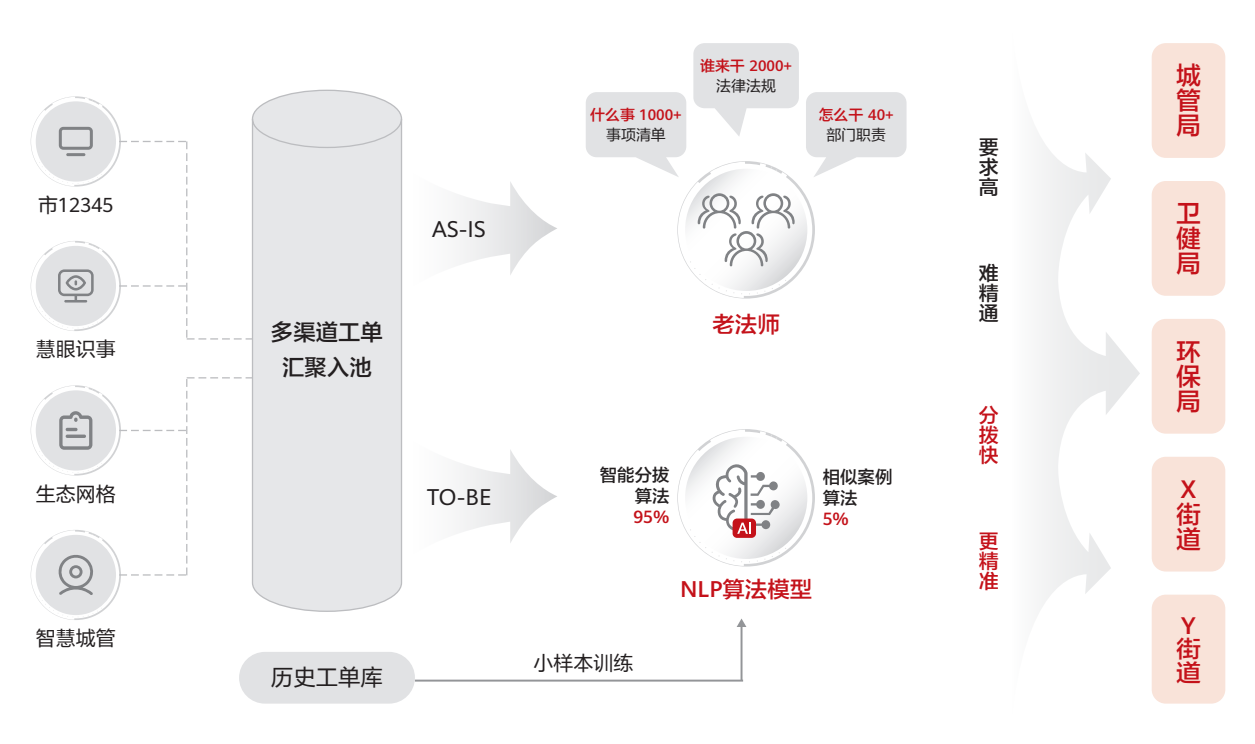 市12345
慧眼识事
生态网格
智慧城管
多渠道工单
汇聚入池
历史工单库
小样本训练
AS-IS
TO-BE
什么事 1000+
事项清单
谁来干 2000+
法律法规
怎么干 40+
部门职责
老法师
智能分拨
算法
95%
相似案例
算法
5%
AI
NLP算法模型
要求高
难精通
分拨快
更精准
城管局
卫健局
环保局
X街道
Y街道